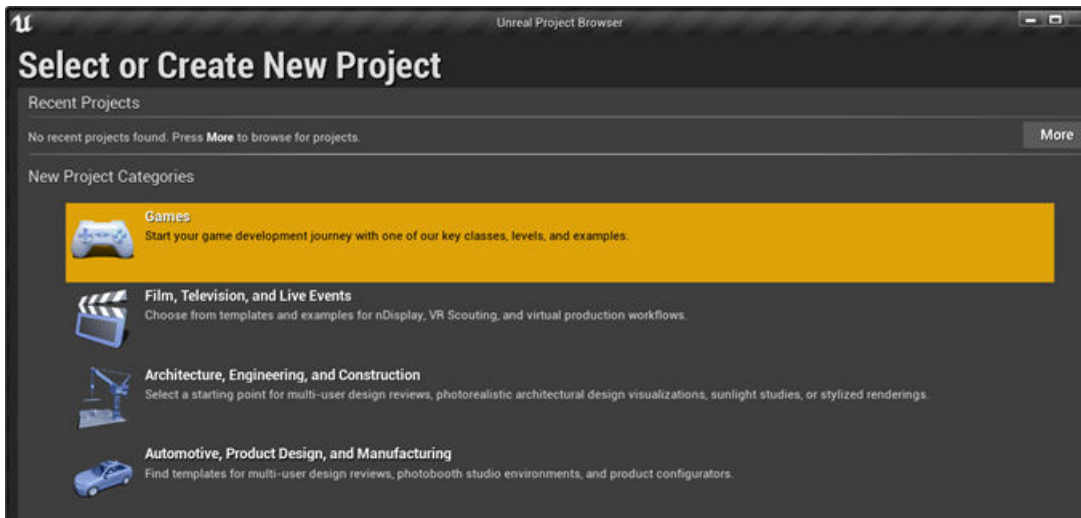 Unreal Project Browser
Select or Create New Project
Recent Projects
No recent projects found. Press More to browse for projects.
More
New Project Categories
Games
Start your game development journey with one of our key classes, levels, and examples.
Film, Television, and Live Events
Choose from templates and examples for nDisplay, VR Scouting, and virtual production workflows.
Architecture, Engineering, and Construction
Select a starting point for multi-user design reviews, photorealistic architectural design visualizations, sunlight studies, or stylized renderings.
Automotive, Product Design, and Manufacturing
Find templates for multi-user design reviews, photobooth studio environments, and product configurators.